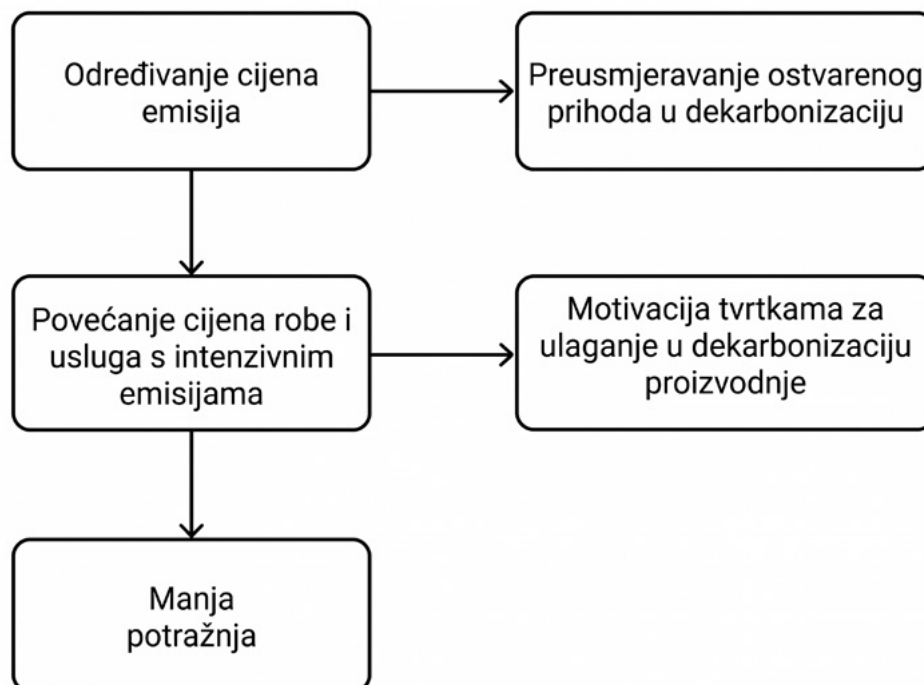 Određivanje cijena
emisija
Preusmjeravanje ostvarenog
prihoda u dekarbonizaciju
Povećanje cijena robe i
usluga s intenzivnim
emisijama
Motivacija tvrtkama za
ulaganje u dekarbonizaciju
proizvodnje
Manja
potražnja